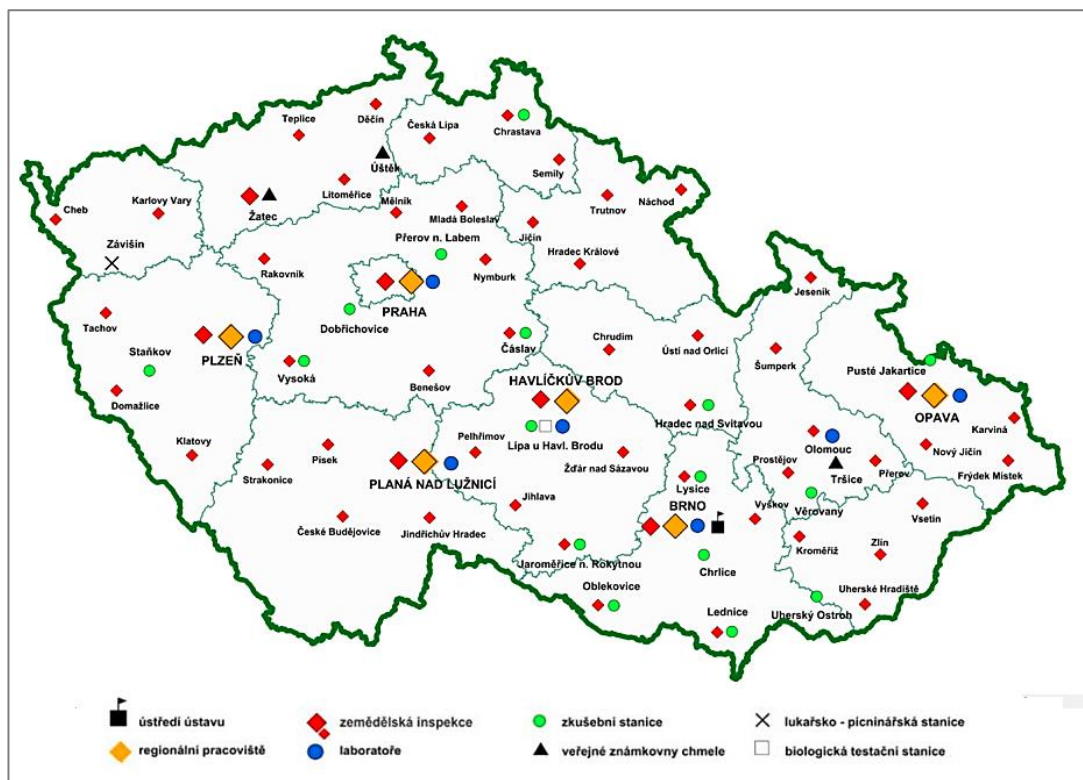 Děčín
Teplice
Česká Lípa
Chrastava
Úštěk
Semily
Litoměřice
Žatec
Mělník
Mladá Boleslav
Trutnov
Náchod
Cheb
Karlovy Vary
Jičín
Závišín
Přerov n. Labem
Hradec Králové
Rakovník
Nymburk
Jeseník
PRAHA
Tachov
Dobřichovice
Staňkov
PLZEŇ
Vysoká
Čáslav
Chrudim
Ústí nad Orlicí
Šumperk
Pusté Jakartice
Benešov
HAVLÍČKŮV BROD
Domažlice
OPAVA
Hradec nad Svitavou
Karviná
Klatovy
Písek
Pelhřimov
Lípa u Havl. Brodu
Olomouc
Nový Jičín
Strakonice
PLANÁ NAD LUŽNICÍ
Žďár nad Sázavou
Prostějov
Tršice
Přerov
Frýdek Místek
Lysice
Jihlava
BRNO
Vyškov
Věrovany
Vsetín
České Budějovice
Jindřichův Hradec
Kroměříž
Zlín
Jaroměřice n. Rokytnou
Chrlice
Oblekovice
Uherské Hradiště
Lednice
Uherský Ostroh
ústředí ústavu
zemědělská inspekce
zkušební stanice
lukařsko - picninářská stanice
regionální pracoviště
laboratoře
veřejné známkovny chmele
biologická testační stanice